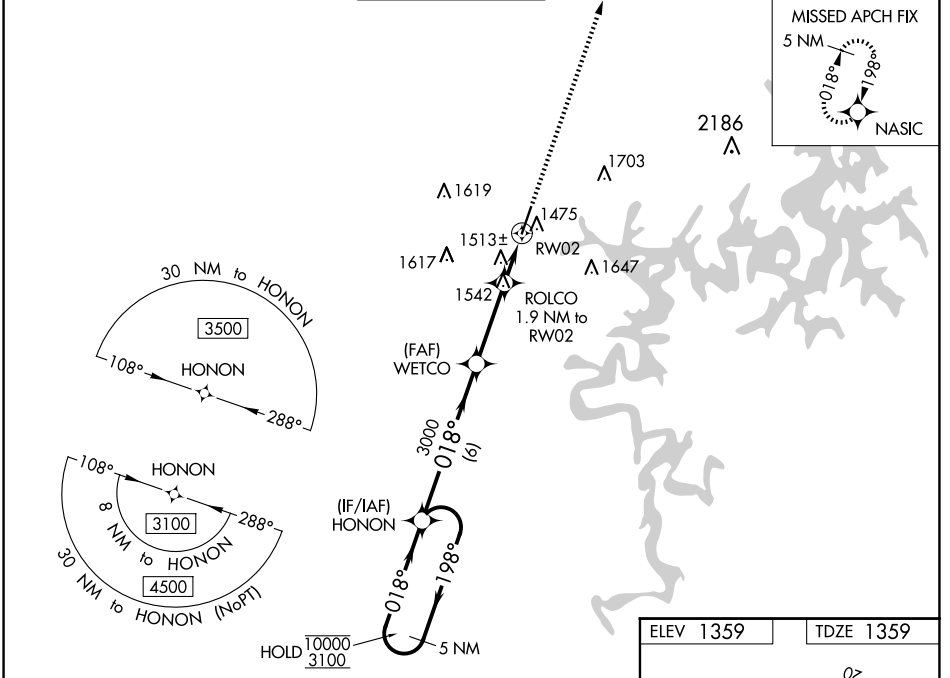 MISSED APCH FIX
5 NM
018°
198°
NASIC
2186
1703
1619
1475
1513±
RW02
1617
1647
1542
ROLCO
1.9 NM to
RW02
30 NM to HONON
3500
108°
HONON
288°
(FAF)
WETCO
3000
018°
(6)
108°
HONON
288°
3100
8 NM to HONON
4500
30 NM to HONON (NoPT)
(IF/IAF)
HONON
018°
198°
HOLD 10000
3100
5 NM
ELEV 1359
TDZE 1359